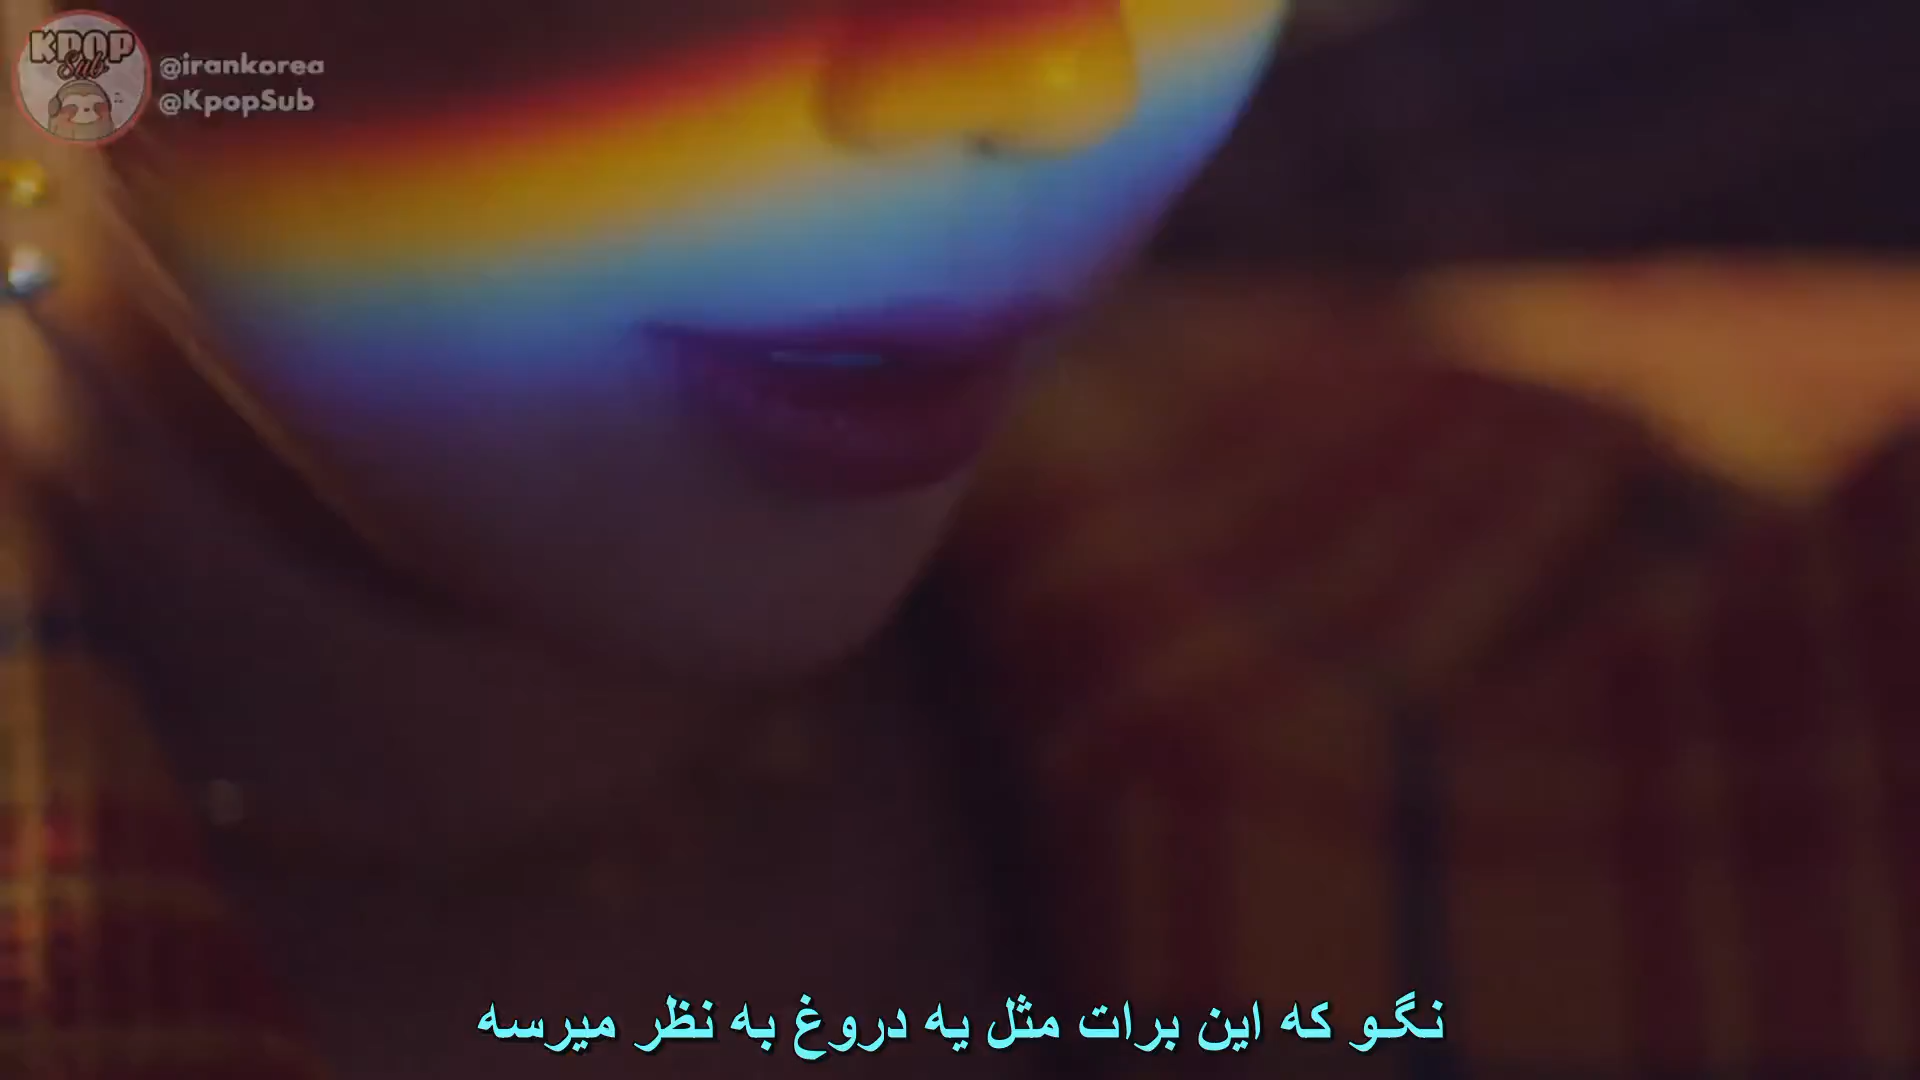 KPOP
Sub
@irankorea
@KpopSub
نگو که این برات مثل یه دروغ به نظر میرسه